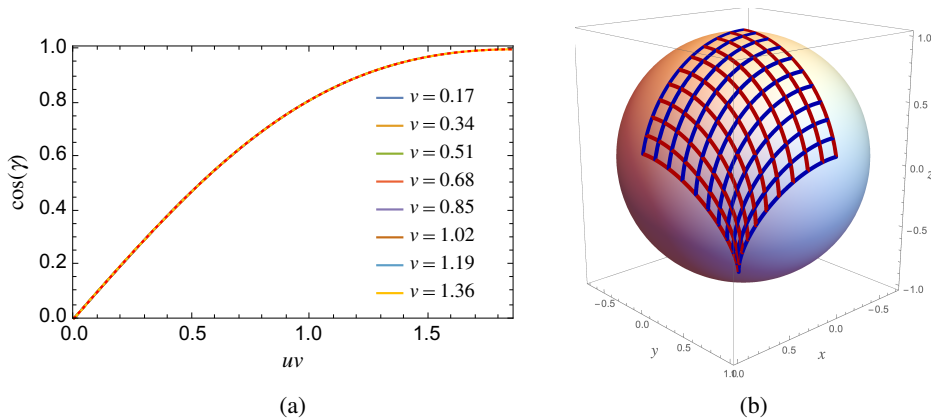 1.0
0.8
0.6
0.4
0.2
0.0
cos(γ)
v = 0.17
v = 0.34
v = 0.51
v = 0.68
v = 0.85
v = 1.02
v = 1.19
v = 1.36
0.0 0.5 1.0 1.5
uv
(a)
1.0
0.5
0.0
z
−0.5
−1.0
−0.5
0.0
y
0.5
1.0
1.0
0.5
x
0.0
−0.5
(b)